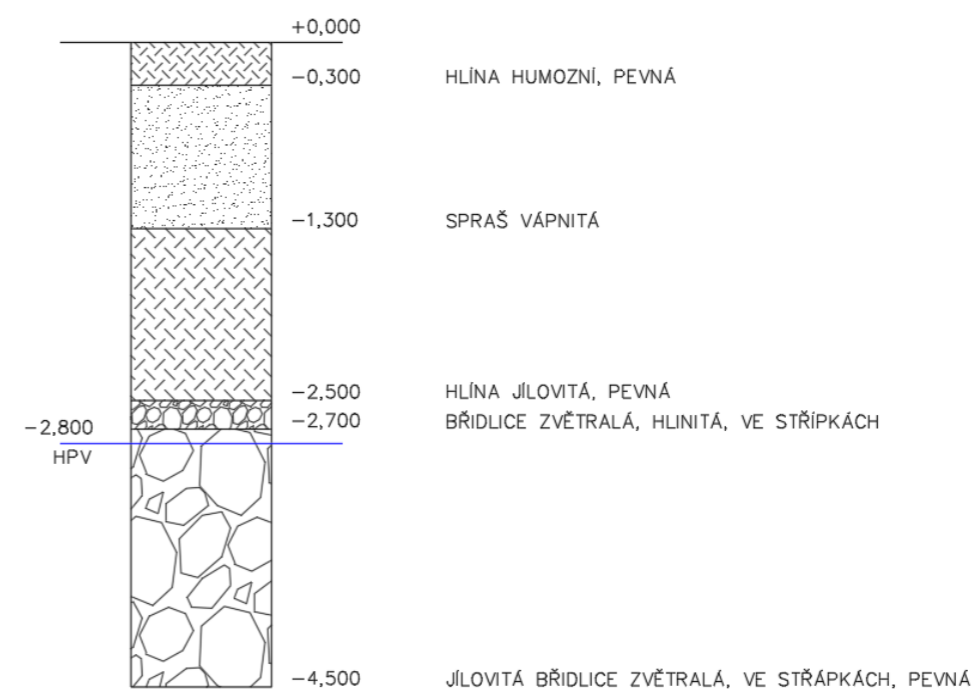 +0,000
−0,300 HLÍNA HUMOZNÍ, PEVNÁ
−1,300 SPRAŠ VÁPNITÁ
−2,500 HLÍNA JÍLOVITÁ, PEVNÁ
−2,700 BŘIDLICE ZVĚTRALÁ, HLINITÁ, VE STŘÍPKÁCH
−2,800
HPV
−4,500 JÍLOVITÁ BŘIDLICE ZVĚTRALÁ, VE STŘÁPKÁCH, PEVNÁ